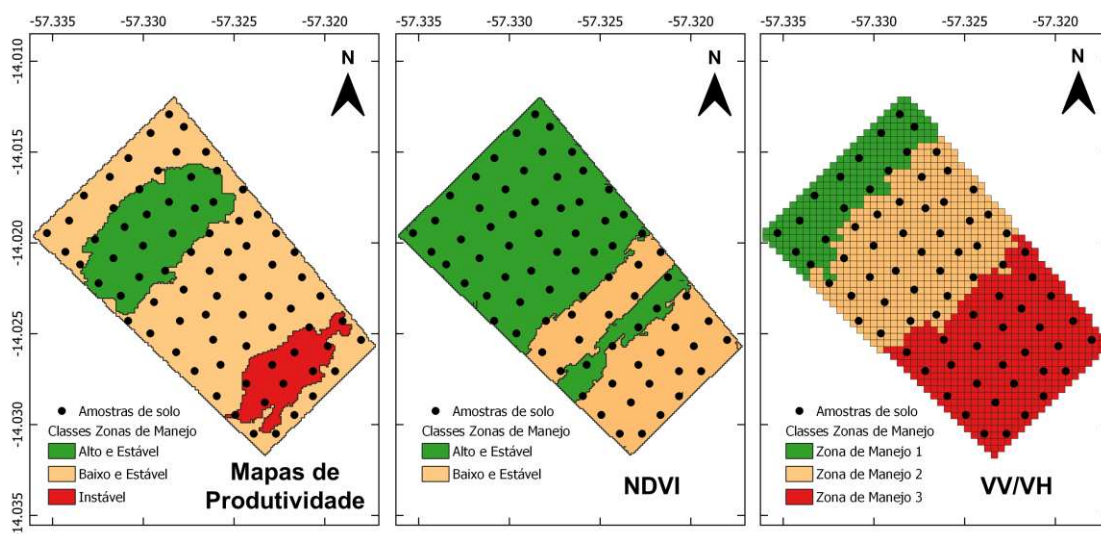 -57.335 -57.330 -57.325 -57.320
-57.335 -57.330 -57.325 -57.320
-57.335 -57.330 -57.325 -57.320
-14.010
-14.015
-14.020
-14.025
-14.030
14.035
N
Amostras de solo
Classes Zonas de Manejo
Alto e Estável
Baixo e Estável
Instável
Mapas de
Produtividade
N
Amostras de solo
Classes Zonas de Manejo
Alto e Estável
Baixo e Estável
NDVI
N
Amostras de solo
Classes Zonas de Manejo
Zona de Manejo 1
Zona de Manejo 2
Zona de Manejo 3
VV/VH